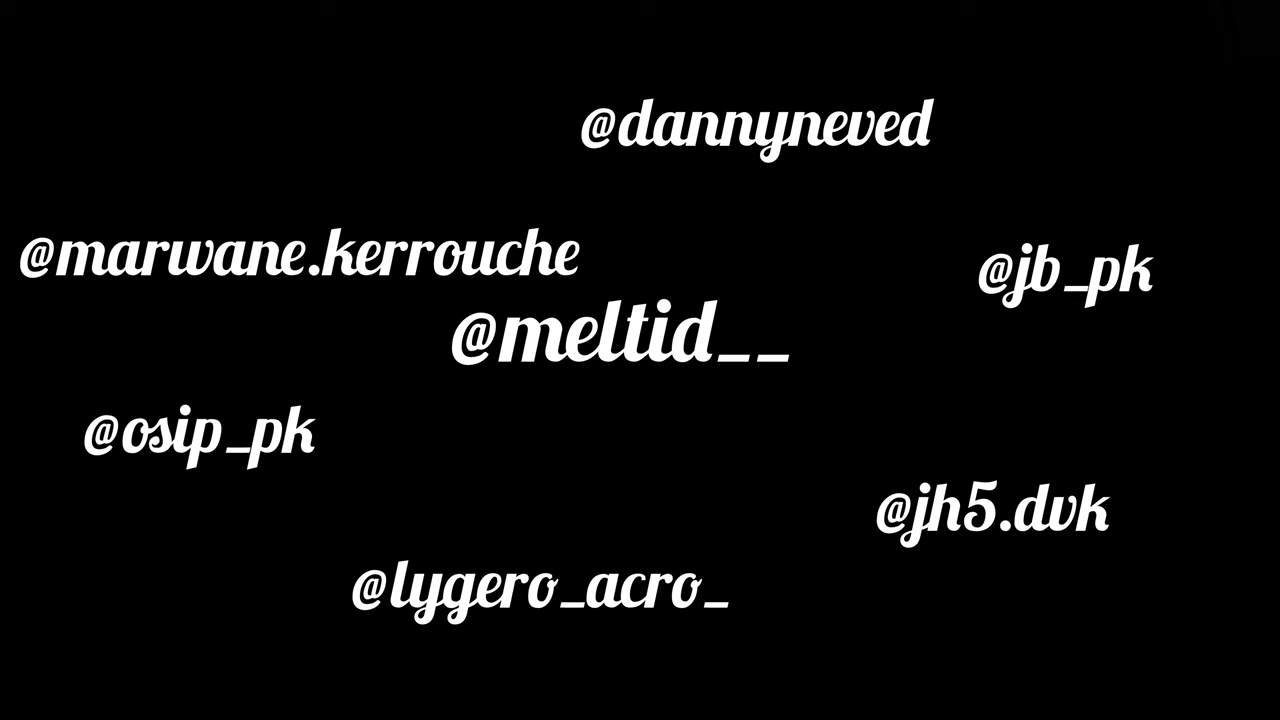 @dannyneved
@marwane.kerrouche
@jb_pk
@meltid__
@osip_pk
@jh5.dvk
@lygero_acro_